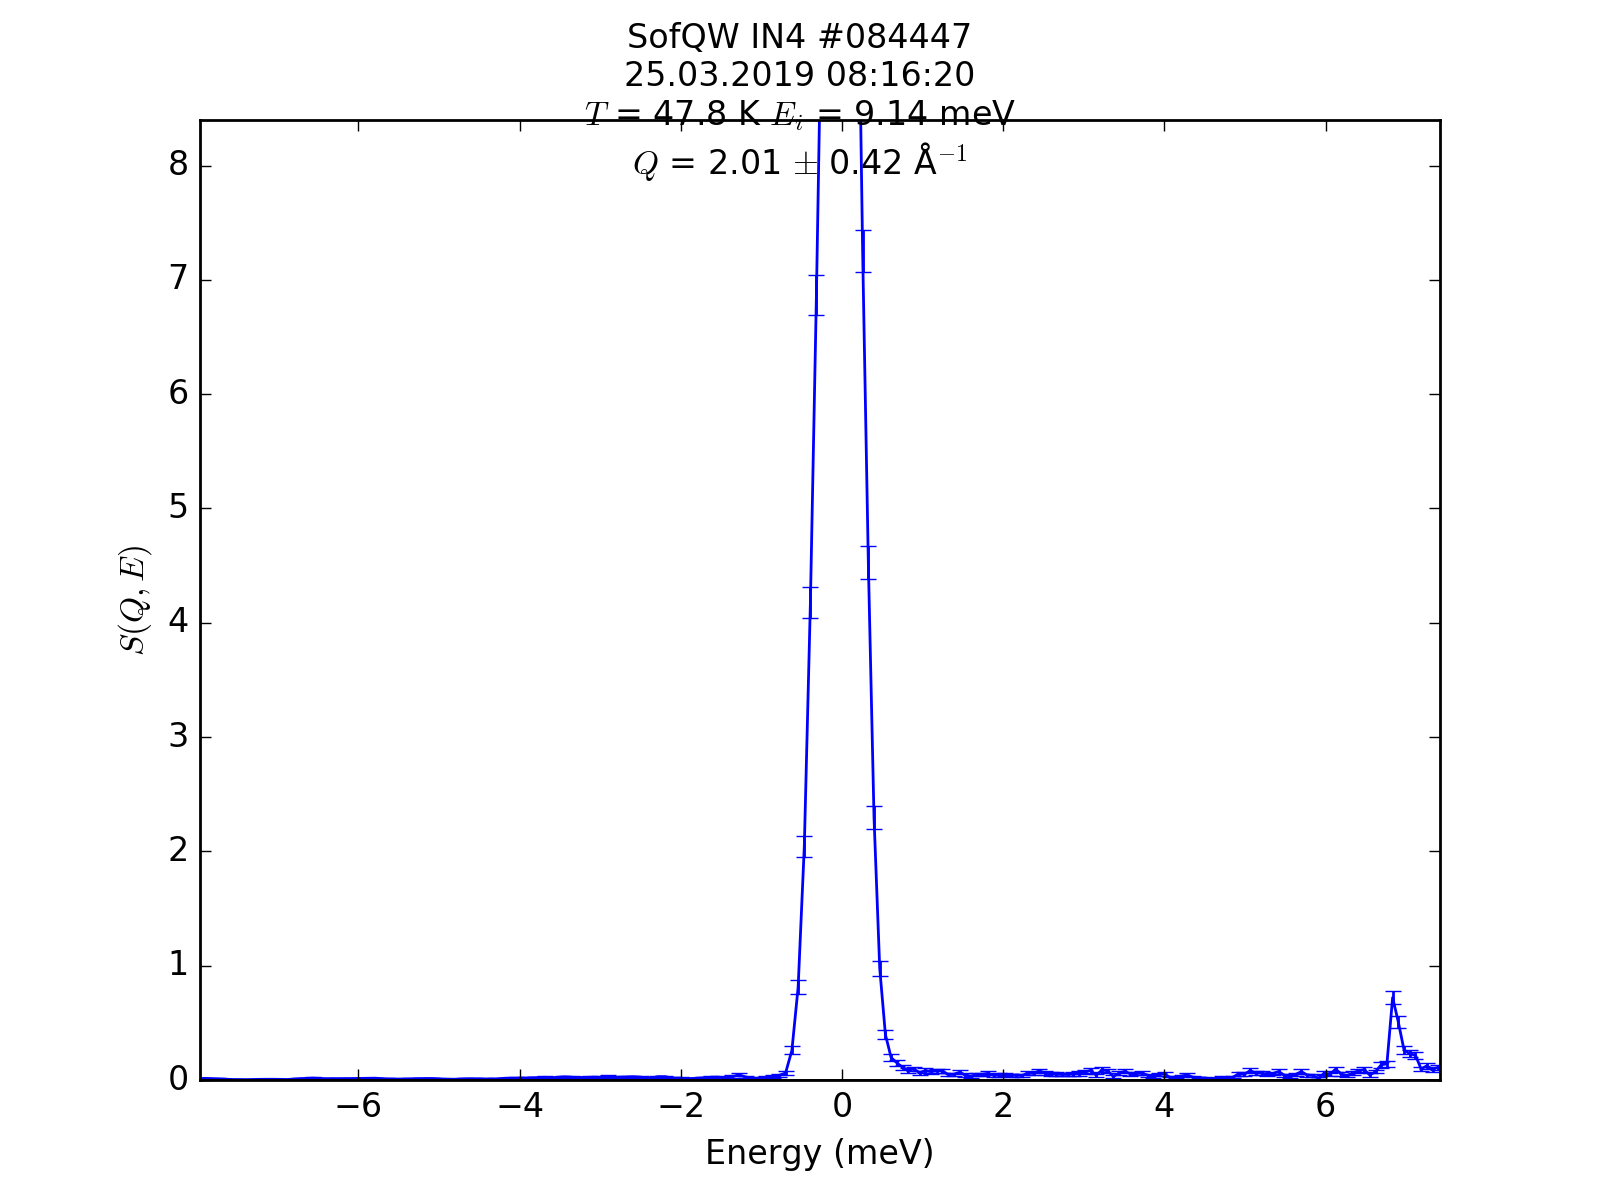 SofQW IN4 #084447
25.03.2019 08:16:20
T = 47.8 K E_i = 9.14 meV
Q = 2.01 ± 0.42 Å⁻¹
8
7
6
5
4
3
2
1
0
S(Q, E)
−6 −4 −2 0 2 4 6
Energy (meV)